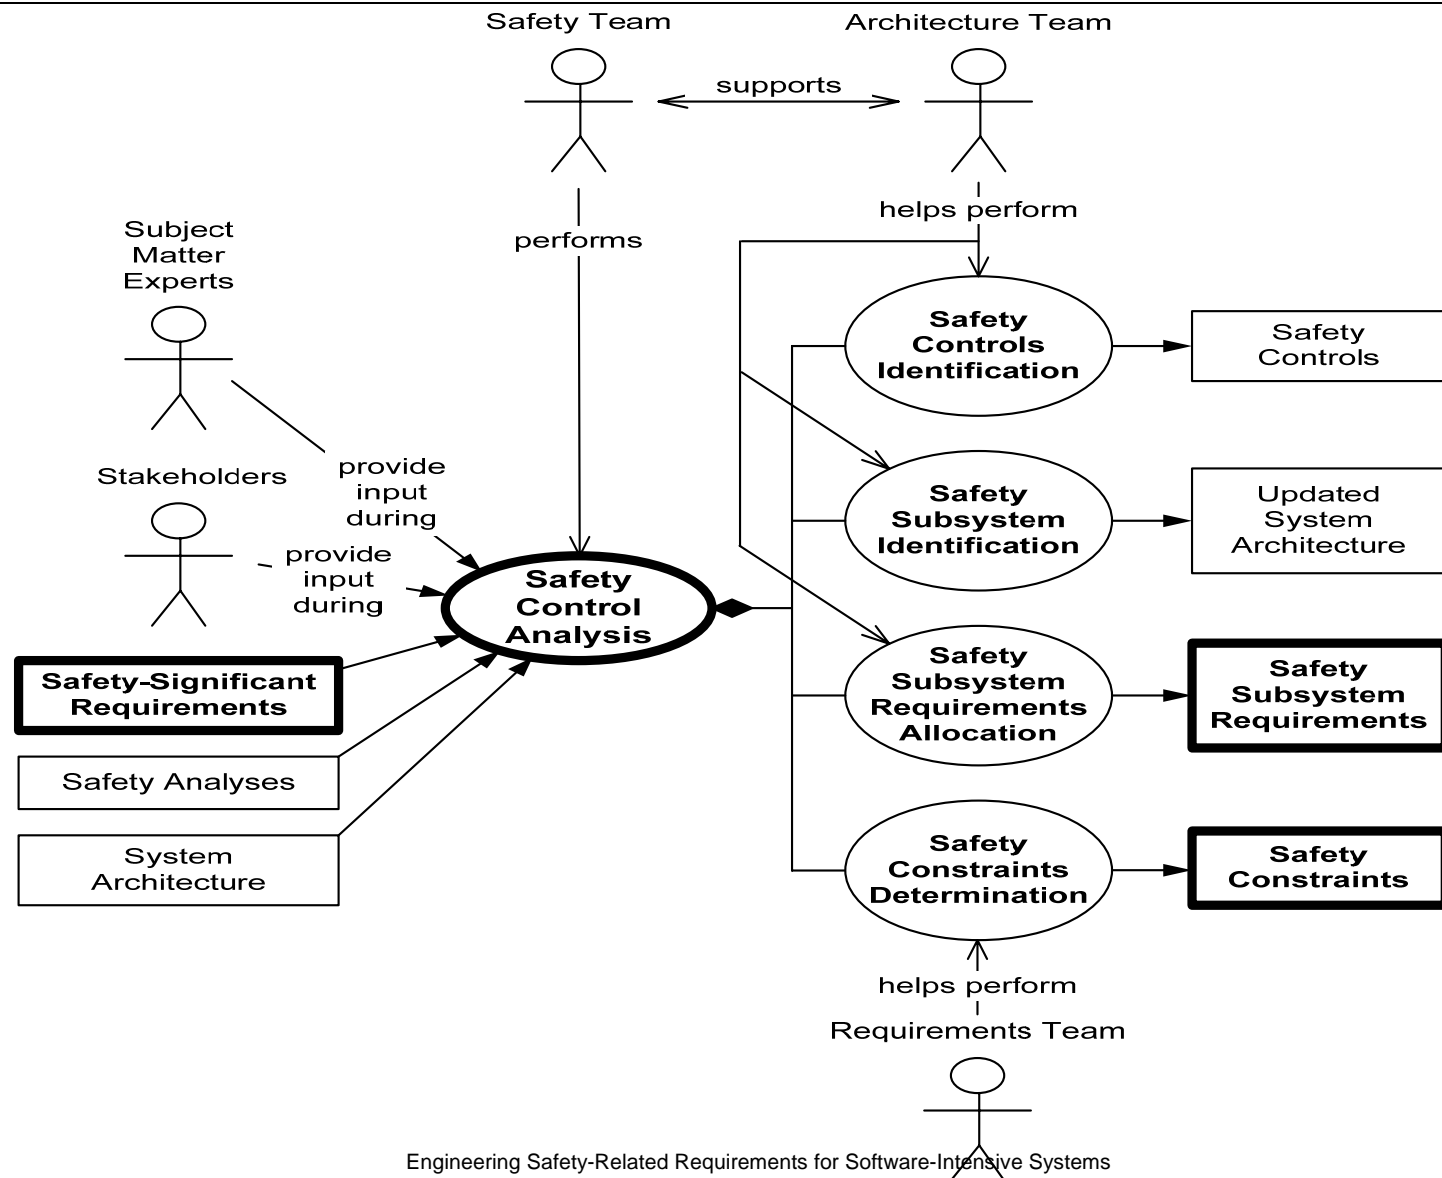 Safety Team
Architecture Team
supports
helps perform
performs
Subject
Matter
Experts
Safety
Controls
Identification
Safety
Controls
provide
input
during
Stakeholders
Safety
Subsystem
Identification
Updated
System
Architecture
provide
input
during
Safety
Control
Analysis
Safety-Significant
Requirements
Safety
Subsystem
Requirements
Allocation
Safety
Subsystem
Requirements
Safety Analyses
System
Architecture
Safety
Constraints
Determination
Safety
Constraints
helps perform
Requirements Team
Engineering Safety-Related Requirements for Software-Intensive Systems